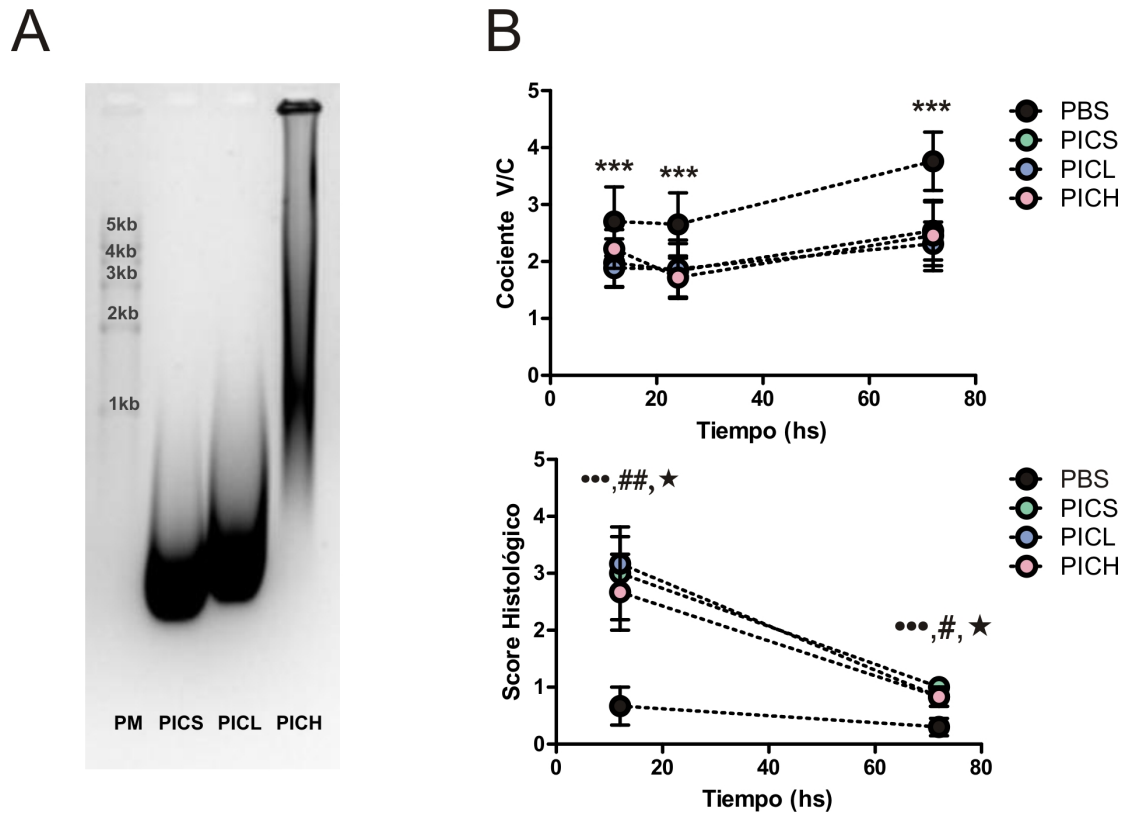 A
5kb
4kb
3kb
2kb
1kb
PM PICS PICL PICH
B
5
4
3
2
1
0
0 20 40 60 80
Cociente V/C
Tiempo (hs)
***
***
***
PBS
PICS
PICL
PICH
5
4
3
2
1
0
0 20 40 60 80
Score Histológico
Tiempo (hs)
•••,##,★
•••,#,★
PBS
PICS
PICL
PICH